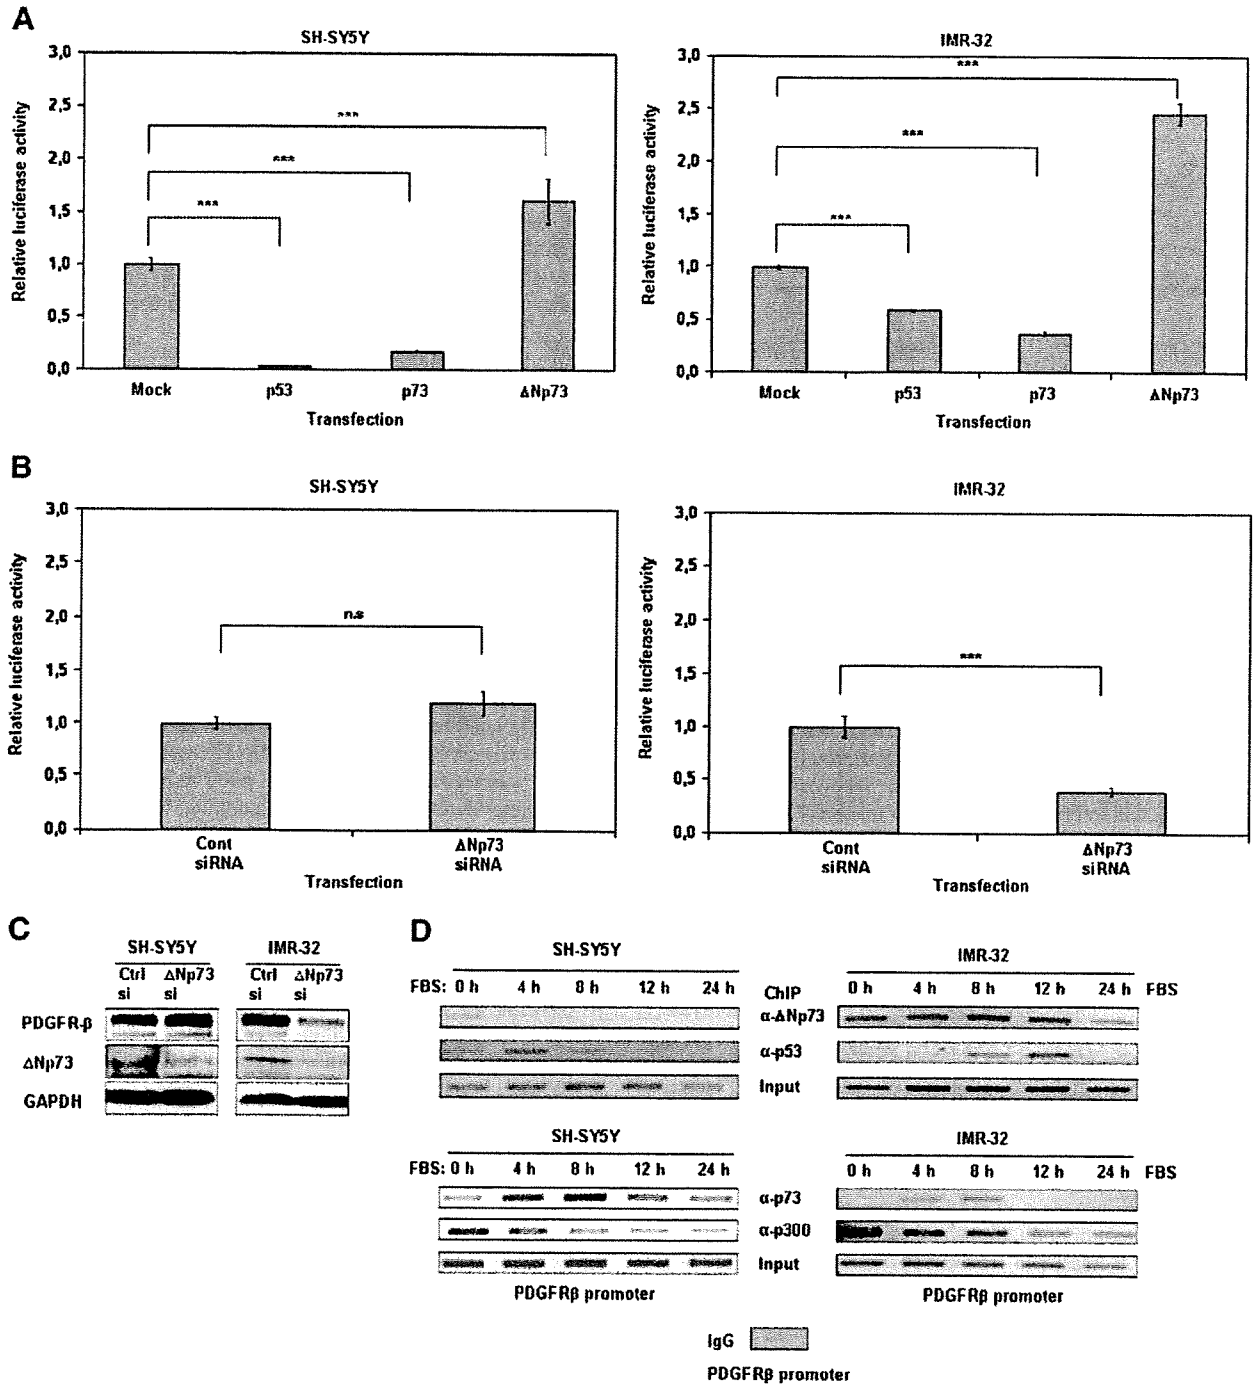 A
SH-SY5Y
3,0
2,5
2,0
1,5
1,0
0,5
0,0
Relative luciferase activity
***
***
***
Mock p53 p73 ΔNp73
Transfection
IMR-32
3,0
2,5
2,0
1,5
1,0
0,5
0,0
Relative luciferase activity
***
***
***
Mock p53 p73 ΔNp73
Transfection
B
SH-SY5Y
3,0
2,5
2,0
1,5
1,0
0,5
0,0
Relative luciferase activity
n.s
Cont ΔNp73
siRNA siRNA
Transfection
IMR-32
3,0
2,5
2,0
1,5
1,0
0,5
0,0
Relative luciferase activity
***
Cont ΔNp73
siRNA siRNA
Transfection
C
SH-SY5Y IMR-32
Ctrl ΔNp73 Ctrl ΔNp73
si si si si
PDGFR-β
ΔNp73
GAPDH
D
SH-SY5Y IMR-32
FBS: 0 h 4 h 8 h 12 h 24 h ChIP 0 h 4 h 8 h 12 h 24 h FBS
α-ΔNp73
α-p53
Input
SH-SY5Y IMR-32
FBS: 0 h 4 h 8 h 12 h 24 h 0 h 4 h 8 h 12 h 24 h FBS
α-p73
α-p300
Input
PDGFRβ promoter PDGFRβ promoter
IgG
PDGFRβ promoter